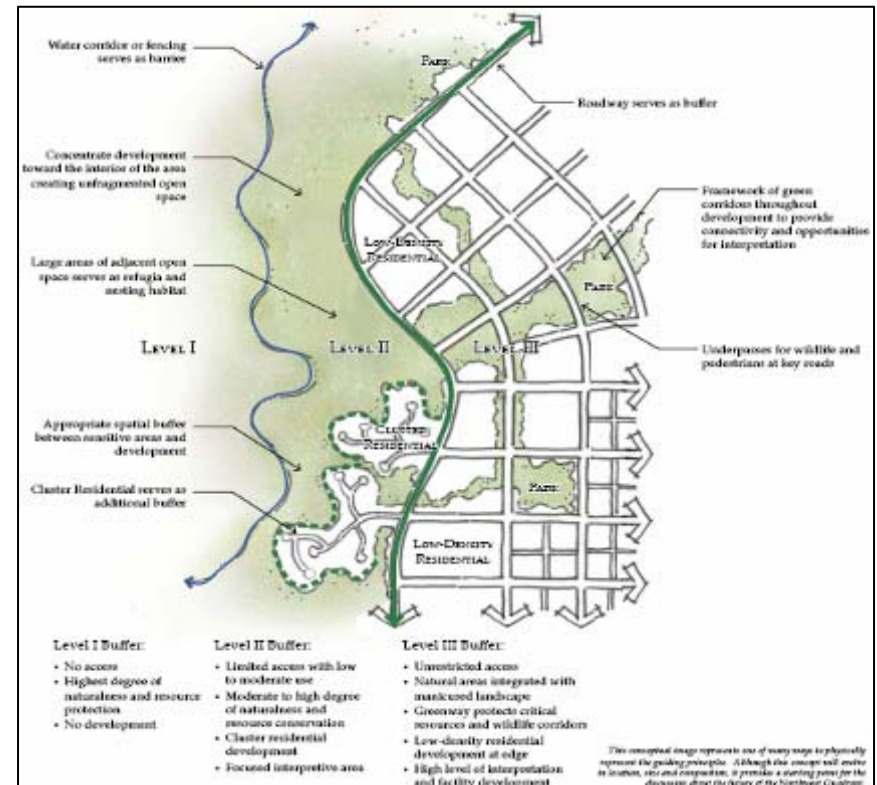 Water corridor or fencing
serves as barrier
Concentrate development
toward the interior of the area
creating unfragmented open
space
Large areas of adjacent open
space serves as refugia and
nesting habitat
Appropriate spatial buffer
between sensitive areas and
development
Cluster Residential serves as
additional buffer
Roadway serves as buffer
Framework of green
corridors throughout
development to provide
connectivity and opportunities
for interpretation
Underpasses for wildlife and
pedestrians at key roads
Park
Low-Density
Residential
Park
Level I
Level II
Level III
Cluster
Residential
Park
Low-Density
Residential
Level I Buffer:
• No access
• Highest degree of
naturalness and resource
protection
• No development
Level II Buffer:
• Limited access with low
to moderate use
• Moderate to high degree
of naturalness and
resource conservation
• Cluster residential
development
• Focused interpretive area
Level III Buffer:
• Unrestricted access
• Natural areas integrated with
manicured landscape
• Greenway protects critical
resources and wildlife corridors
• Low-density residential
development at edge
• High level of interpretation
and facility development
This conceptual image represents one of many ways to physically
represent the guiding principles. Although this concept will evolve
in location, size and composition, it provides a starting point for the
discussion about the future of the Northwest Quadrant.